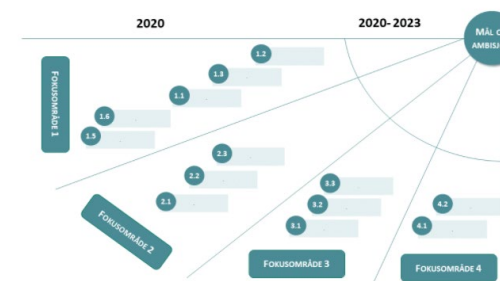 2020
2020-2023
MÅL O
AMBISJ
1.2
1.3
1.1
1.6
1.5
FOKUSOMRÅDE 1
2.3
2.2
2.1
FOKUSOMRÅDE 2
3.3
3.2
3.1
FOKUSOMRÅDE 3
4.2
4.1
FOKUSOMRÅDE 4